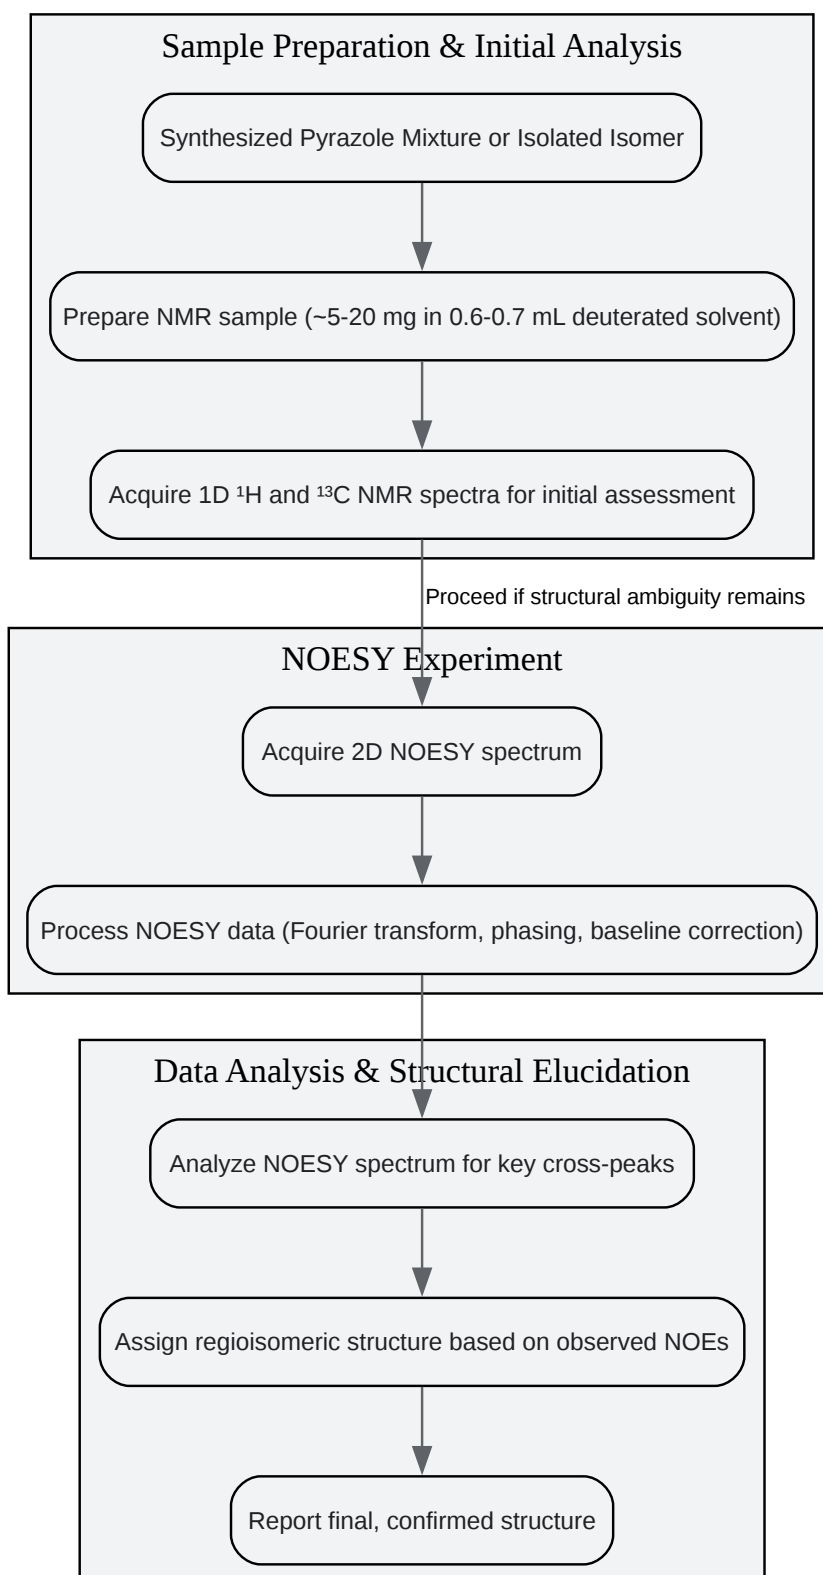 Sample Preparation & Initial Analysis
Synthesized Pyrazole Mixture or Isolated Isomer
Prepare NMR sample (~5-20 mg in 0.6-0.7 mL deuterated solvent)
Acquire 1D ¹H and ¹³C NMR spectra for initial assessment
Proceed if structural ambiguity remains
NOESY Experiment
Acquire 2D NOESY spectrum
Process NOESY data (Fourier transform, phasing, baseline correction)
Data Analysis & Structural Elucidation
Analyze NOESY spectrum for key cross-peaks
Assign regioisomeric structure based on observed NOEs
Report final, confirmed structure